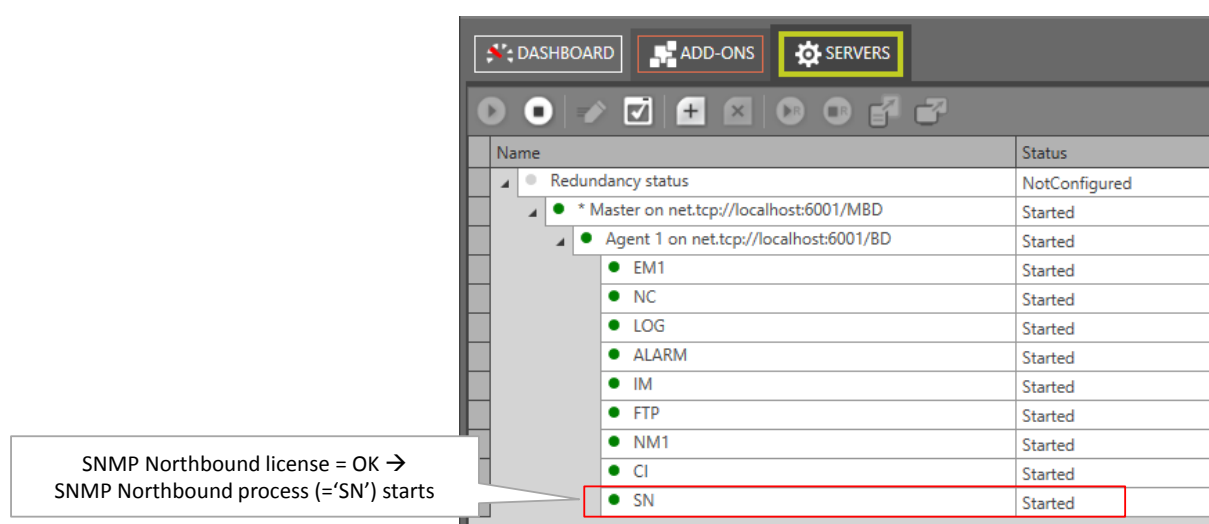 DASHBOARD ADD-ONS SERVERS
Name Status
Redundancy status NotConfigured
* Master on net.tcp://localhost:6001/MBD Started
Agent 1 on net.tcp://localhost:6001/BD Started
EM1 Started
NC Started
LOG Started
ALARM Started
IM Started
FTP Started
NM1 Started
CI Started
SN Started
SNMP Northbound license = OK →
SNMP Northbound process (=‘SN’) starts